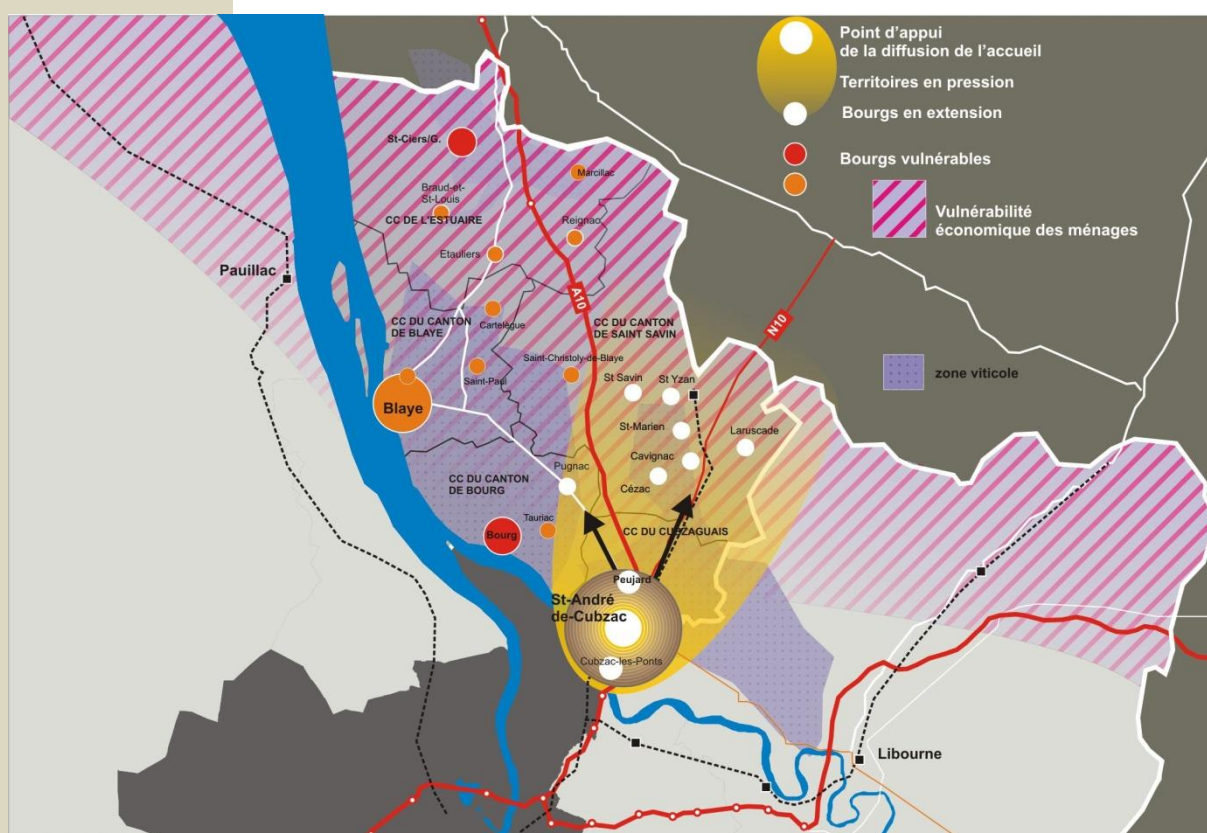 Point d'appui
de la diffusion de l'accueil
Territoires en pression
Bourgs en extension
Bourgs vulnérables
Vulnérabilité
économique des ménages
zone viticole
St-Ciers/G.
Marcillac
Braud-et-
St-Louis
CC DE L'ESTUAIRE
Reignac
Etauliers
Pauillac
A10
N10
CC DU CANTON
DE BLAYE
Cartelègue
CC DU CANTON
DE SAINT SAVIN
Saint-Christoly-de-Blaye
Saint-Paul
St Savin
St Yzan
Blaye
St-Marien
Laruscade
Cavignac
Pugnac
Cézac
CC DU CANTON
DE BOURG
Tauriac
CC DU CUBZAGUAIS
Bourg
Peujard
St-André
de-Cubzac
Cubzac-les-Ponts
Libourne